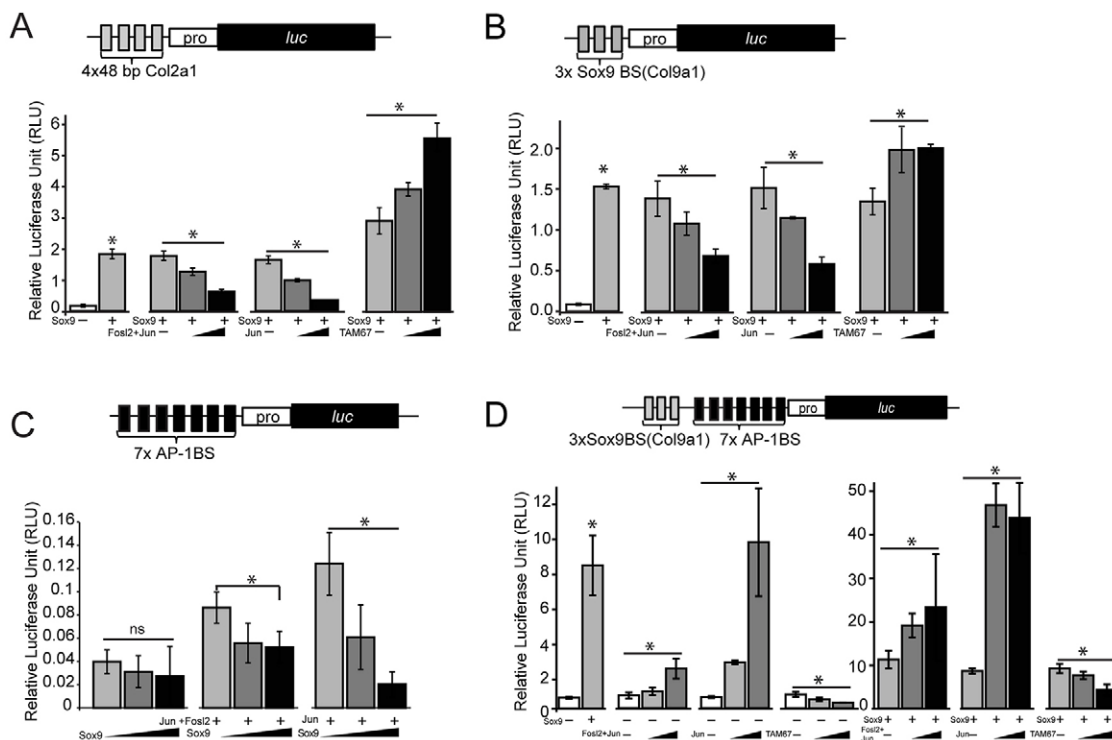 A
pro
luc
4x48 bp Col2a1
Relative Luciferase Unit (RLU)
6
5
4
3
2
1
0
*
*
*
*
Sox9 — + Sox9 + + + Sox9 + + + Sox9 + + +
Fosl2+Jun — Jun — TAM67 —
B
pro
luc
3x Sox9 BS(Col9a1)
Relative Luciferase Unit (RLU)
2.0
1.5
1.0
0.5
0.0
*
*
*
*
Sox9 — + Sox9 + + + Sox9 + + + Sox9 + + +
Fosl2+Jun — Jun — TAM67 —
C
pro
luc
7x AP-1BS
Relative Luciferase Unit (RLU)
0.16
0.14
0.12
0.1
0.08
0.06
0.04
0.02
0
ns
*
*
Jun +Fosl2 + + + Jun + + +
Sox9 Sox9 Sox9
D
pro
luc
3xSox9BS(Col9a1) 7x AP-1BS
Relative Luciferase Unit (RLU)
12
10
8
6
4
2
0
*
*
*
*
Sox9 — + — — — — — — — — —
Fosl2+Jun — Jun — TAM67 —
50
40
30
20
10
0
*
*
*
Sox9 + + + Sox9 + + + Sox9 + + +
Fosl2+ Jun — Jun— TAM67 —